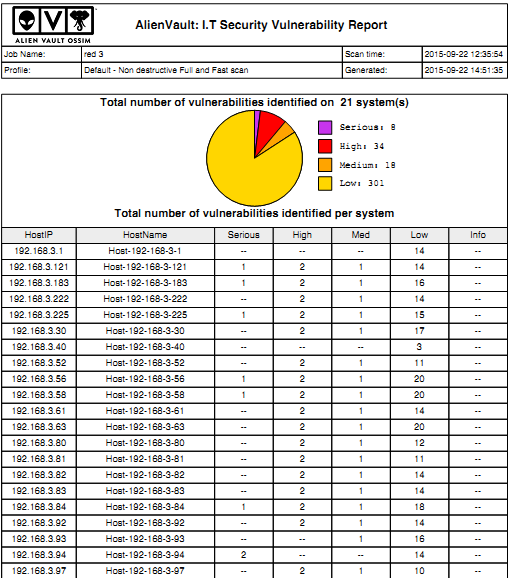 ALIEN VAULT OSSIM
AlienVault: I.T Security Vulnerability Report
Job Name: red 3 Scan time: 2015-09-22 12:35:54
Profile: Default - Non destructive Full and Fast scan Generated: 2015-09-22 14:51:35
Total number of vulnerabilities identified on 21 system(s)
Serious: 8
High: 34
Medium: 18
Low: 301
Total number of vulnerabilities identified per system
HostIP HostName Serious High Med Low Info
192.168.3.1 Host-192-168-3-1 -- -- -- 14 --
192.168.3.121 Host-192-168-3-121 1 2 1 14 --
192.168.3.183 Host-192-168-3-183 1 2 1 16 --
192.168.3.222 Host-192-168-3-222 -- 2 1 14 --
192.168.3.225 Host-192-168-3-225 1 2 1 15 --
192.168.3.30 Host-192-168-3-30 -- 2 1 17 --
192.168.3.40 Host-192-168-3-40 -- -- -- 3 --
192.168.3.52 Host-192-168-3-52 -- 2 1 11 --
192.168.3.56 Host-192-168-3-56 1 2 1 20 --
192.168.3.58 Host-192-168-3-58 1 2 1 20 --
192.168.3.61 Host-192-168-3-61 -- 2 1 14 --
192.168.3.63 Host-192-168-3-63 -- 2 1 20 --
192.168.3.80 Host-192-168-3-80 -- 2 1 12 --
192.168.3.81 Host-192-168-3-81 -- 2 1 11 --
192.168.3.82 Host-192-168-3-82 -- 2 1 14 --
192.168.3.83 Host-192-168-3-83 -- 2 1 14 --
192.168.3.84 Host-192-168-3-84 1 2 1 18 --
192.168.3.92 Host-192-168-3-92 -- 2 1 14 --
192.168.3.93 Host-192-168-3-93 -- -- 1 16 --
192.168.3.94 Host-192-168-3-94 2 -- -- 14 --
192.168.3.97 Host-192-168-3-97 -- 2 1 10 --